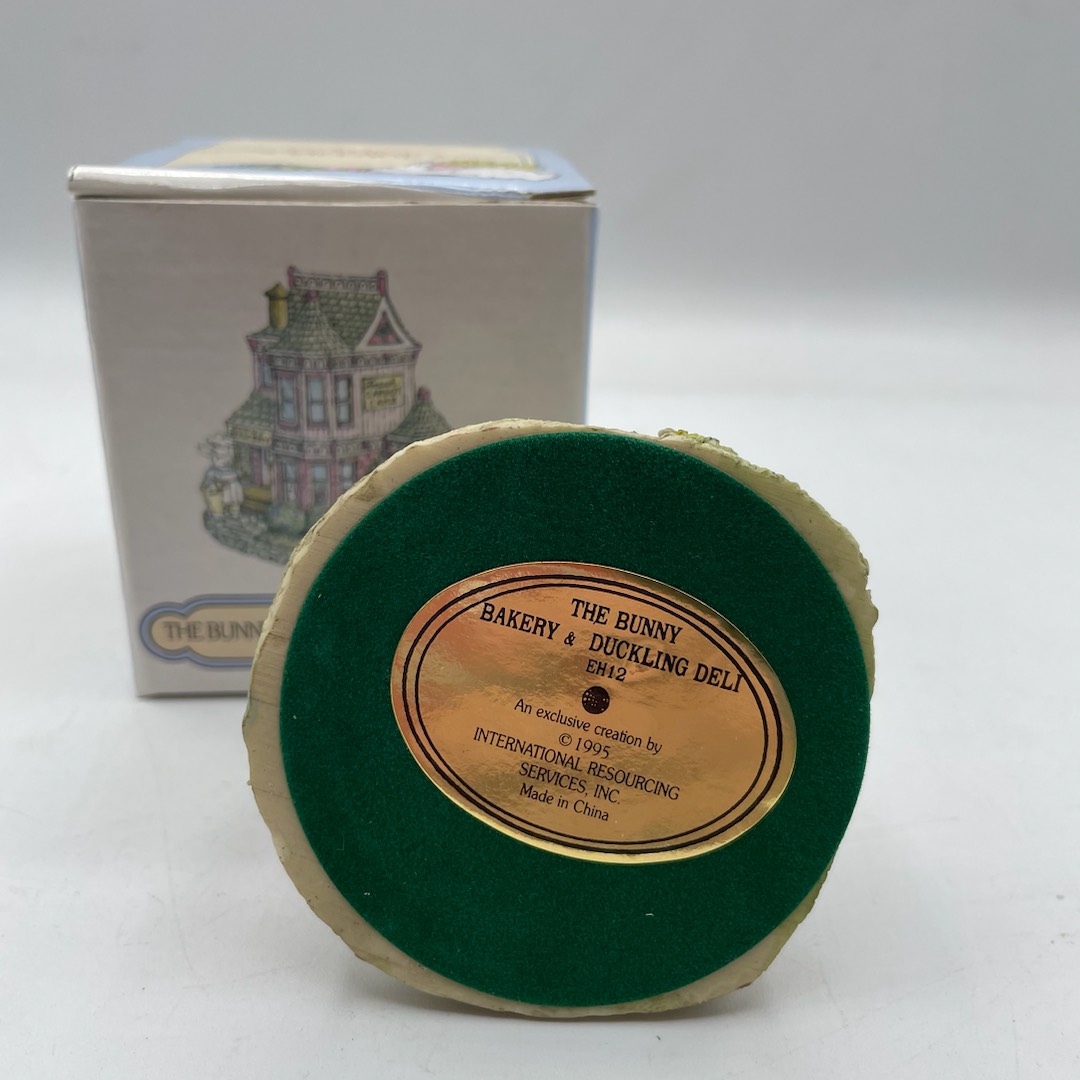 THE BUNN
THE BUNNY
BAKERY & DUCKLING DELI
EH12
An exclusive creation by
© 1995
INTERNATIONAL RESOURCING
SERVICES, INC.
Made in China